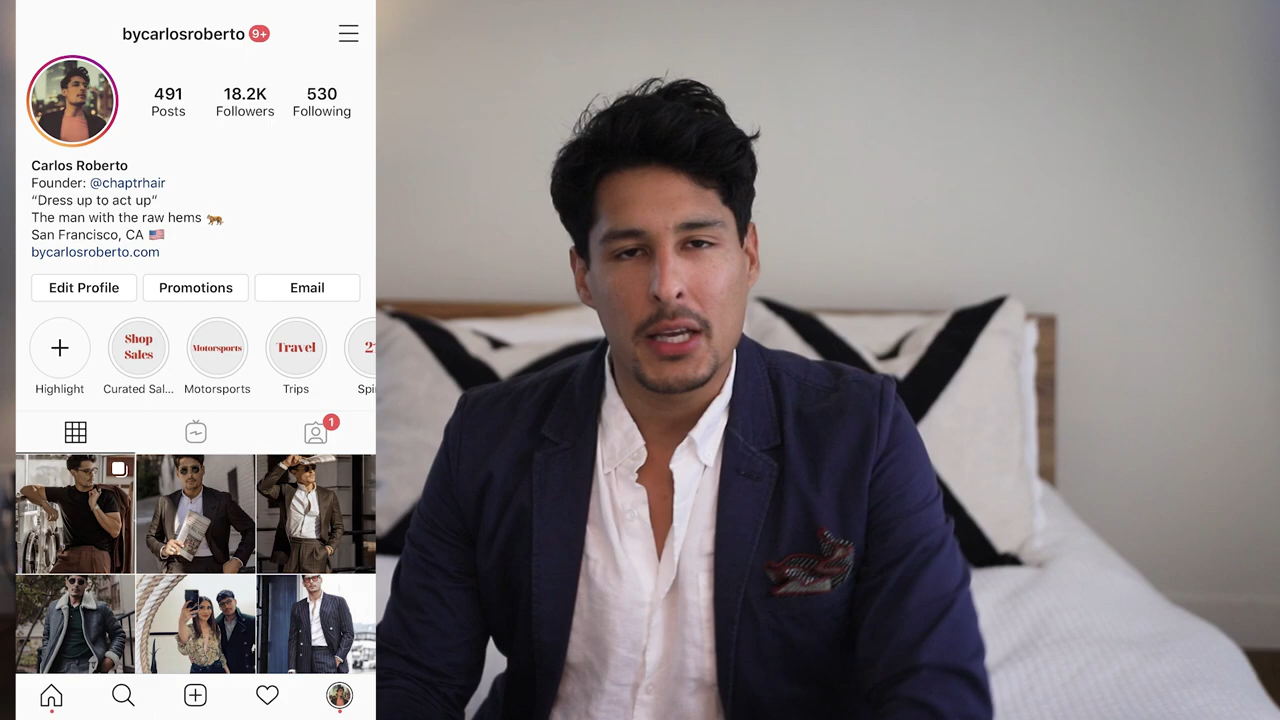 bycarlosroberto 9+
491 18.2K 530
Posts Followers Following
Carlos Roberto
Founder: @chaptrhair
“Dress up to act up”
The man with the raw hems 🐆
San Francisco, CA 🇺🇸
bycarlosroberto.com
Edit Profile Promotions Email
Shop
Sales
Motorsports
Travel
Highlight Curated Sal... Motorsports Trips
1